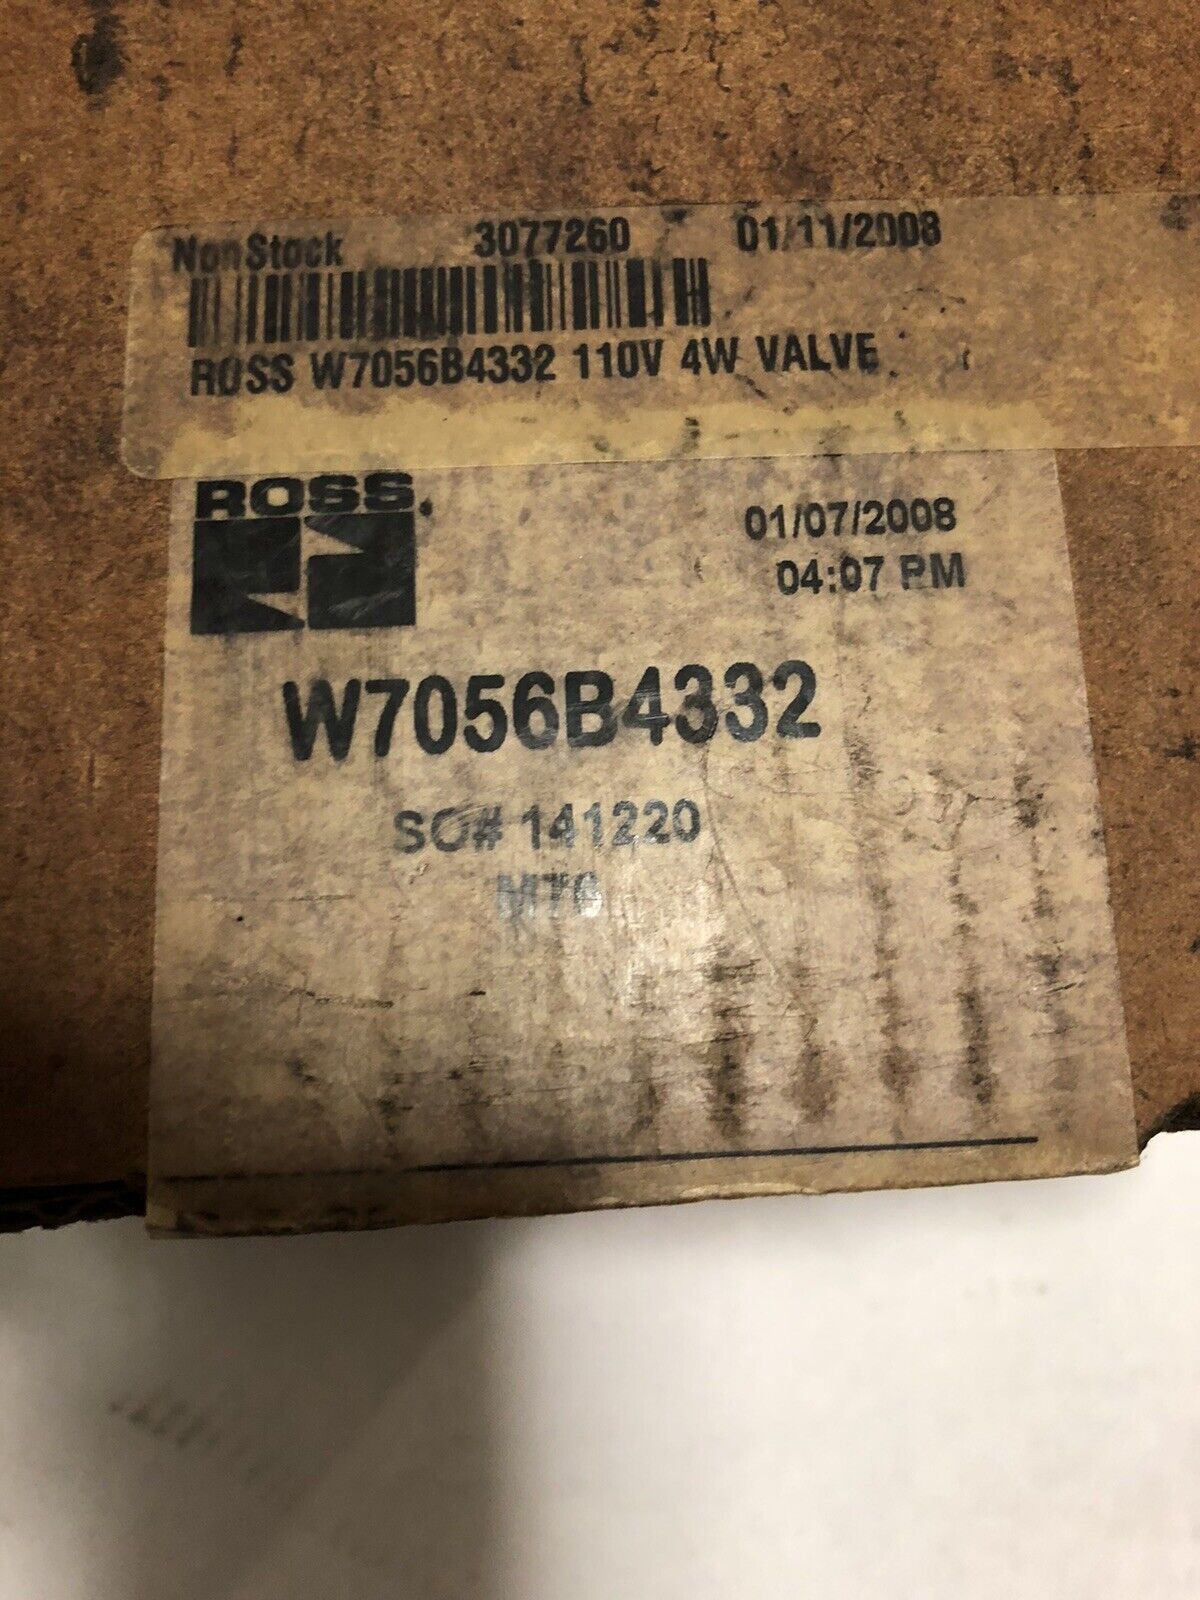 NonStock 3077260 01/11/2008
ROSS W7056B4332 110V 4W VALVE
ROSS.
01/07/2008
04:07 PM
W7056B4332
SO# 141220